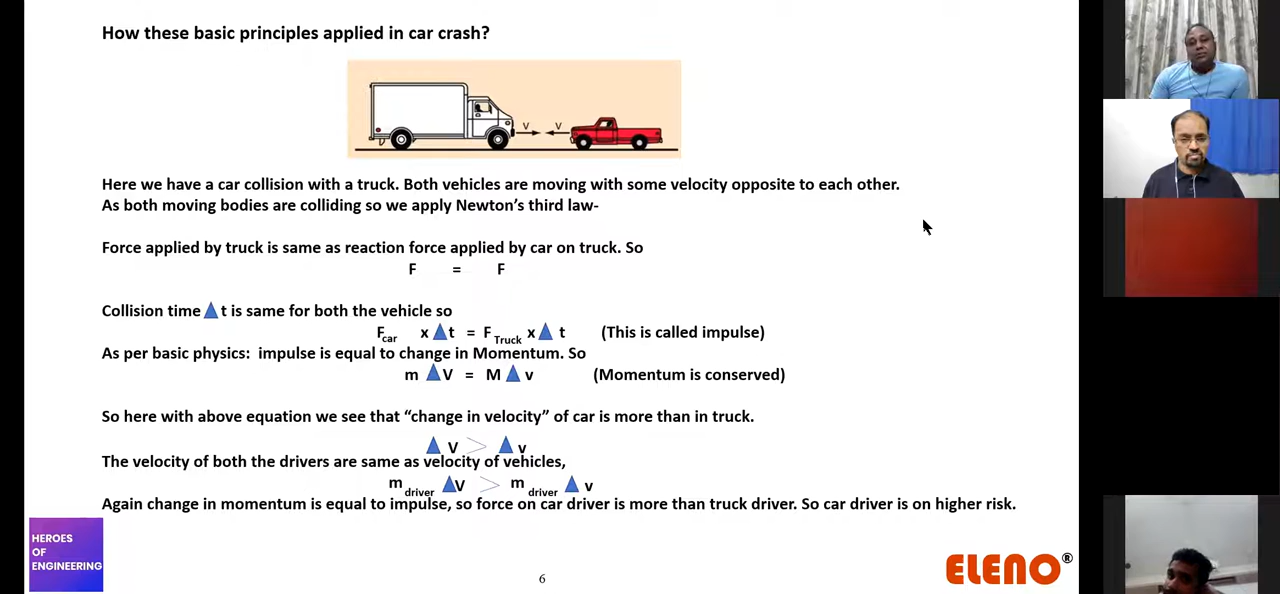 How these basic principles applied in car crash?
V V
Here we have a car collision with a truck. Both vehicles are moving with some velocity opposite to each other.
As both moving bodies are colliding so we apply Newton's third law-
Force applied by truck is same as reaction force applied by car on truck. So
F = F
Collision time t is same for both the vehicle so
Fcar x t = FTruck x t (This is called impulse)
As per basic physics: impulse is equal to change in Momentum. So
m V = M v (Momentum is conserved)
So here with above equation we see that “change in velocity” of car is more than in truck.
V > v
The velocity of both the drivers are same as velocity of vehicles,
mdriver V > mdriver v
Again change in momentum is equal to impulse, so force on car driver is more than truck driver. So car driver is on higher risk.
HEROES
OF
ENGINEERING
ELENO®
6